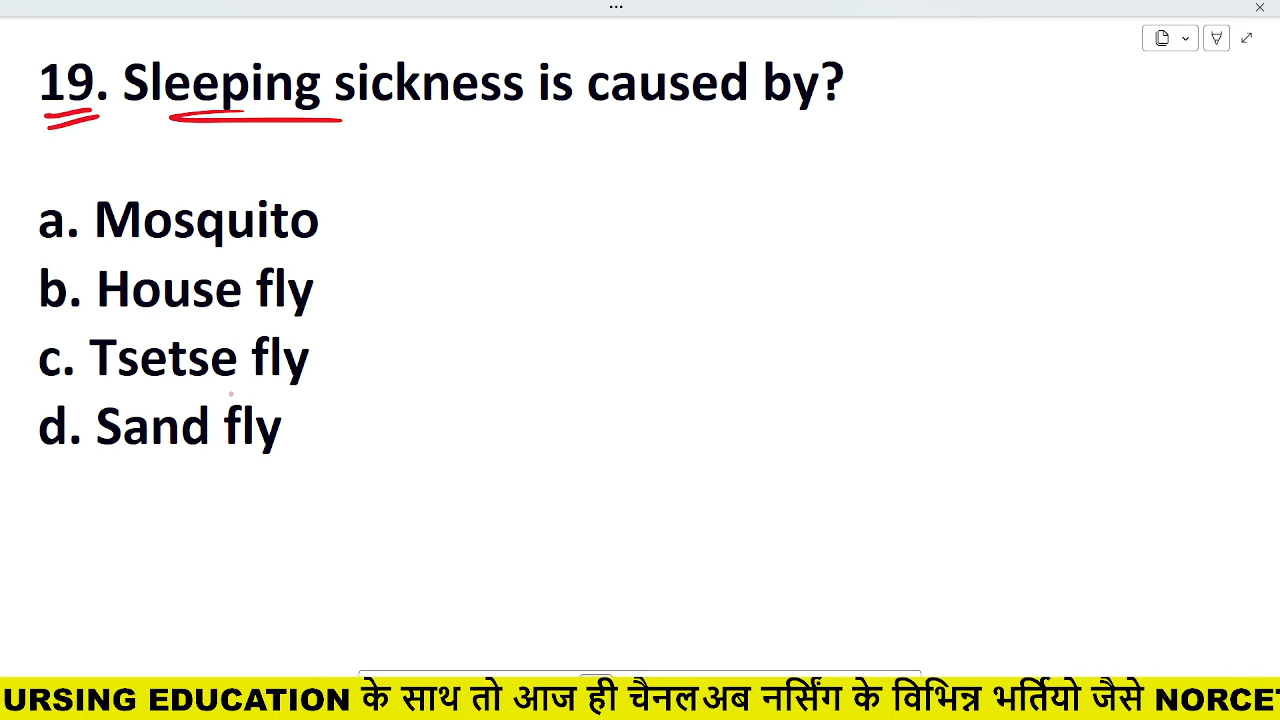 19. Sleeping sickness is caused by?
a. Mosquito
b. House fly
c. Tsetse fly
d. Sand fly
URSING EDUCATION के साथ तो आज ही चैनल अब नर्सिंग के विभिन्न भर्तियो जैसे NORCET